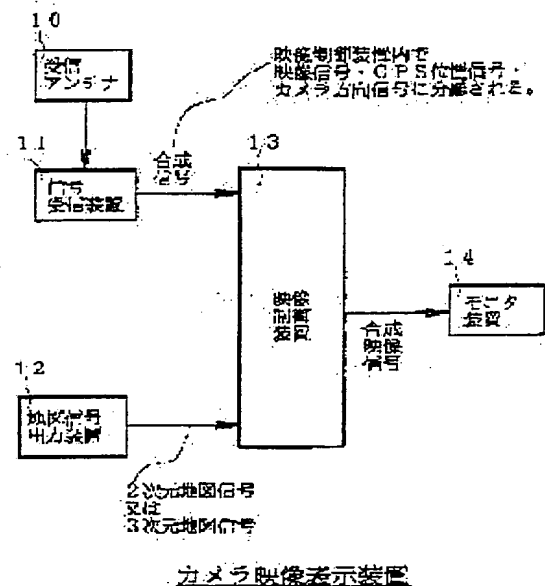 10
受信
アンテナ
11
信号
受信装置
合成
信号
映像制御装置内で
映像信号・GPS位置信号・
カメラ方向信号に分離される。
13
映像
制御
装置
合成
映像
信号
14
モニタ
装置
12
地図信号
出力装置
2次元地図信号
又は
3次元地図信号
カメラ映像表示装置